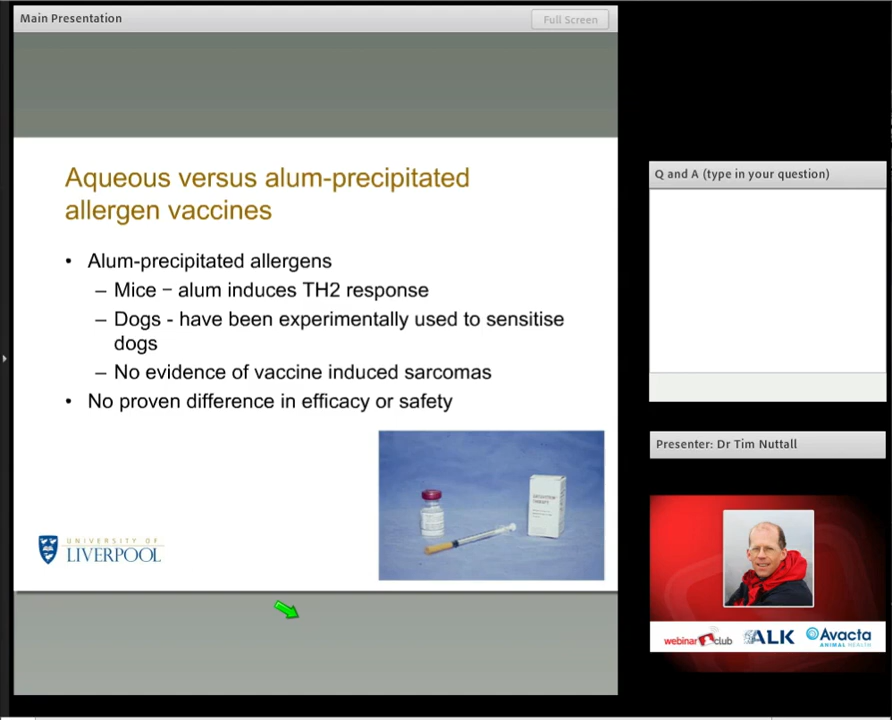 Main Presentation
Full Screen
Aqueous versus alum-precipitated
allergen vaccines
• Alum-precipitated allergens
– Mice – alum induces TH2 response
– Dogs - have been experimentally used to sensitise
dogs
– No evidence of vaccine induced sarcomas
• No proven difference in efficacy or safety
UNIVERSITY OF
LIVERPOOL
Q and A (type in your question)
Presenter: Dr Tim Nuttall
webinar club
ALK
Avacta
ANIMAL HEALTH